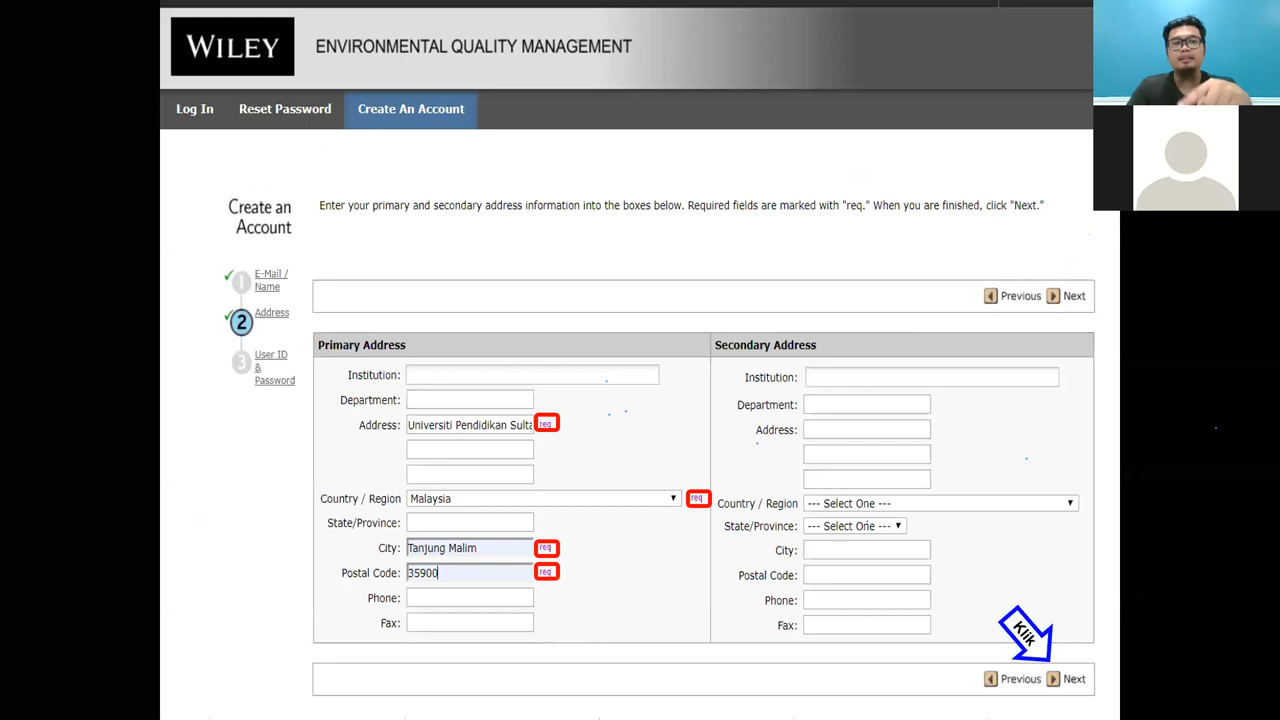 WILEY
ENVIRONMENTAL QUALITY MANAGEMENT
Log In
Reset Password
Create An Account
Create an
Account
Enter your primary and secondary address information into the boxes below. Required fields are marked with "req." When you are finished, click "Next."
1
E-Mail /
Name
2
Address
3
User ID
&
Password
Previous
Next
Primary Address
Institution:
Department:
Address: Universiti Pendidikan Sulta req
Country / Region Malaysia req
State/Province:
City: Tanjung Malim req
Postal Code: 35900 req
Phone:
Fax:
Secondary Address
Institution:
Department:
Address:
Country / Region --- Select One ---
State/Province: --- Select One ---
City:
Postal Code:
Phone:
Fax:
Klik
Previous
Next